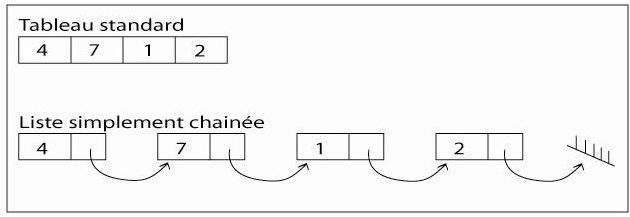 Tableau standard
4 7 1 2
Liste simplement chainée
4 7 1 2